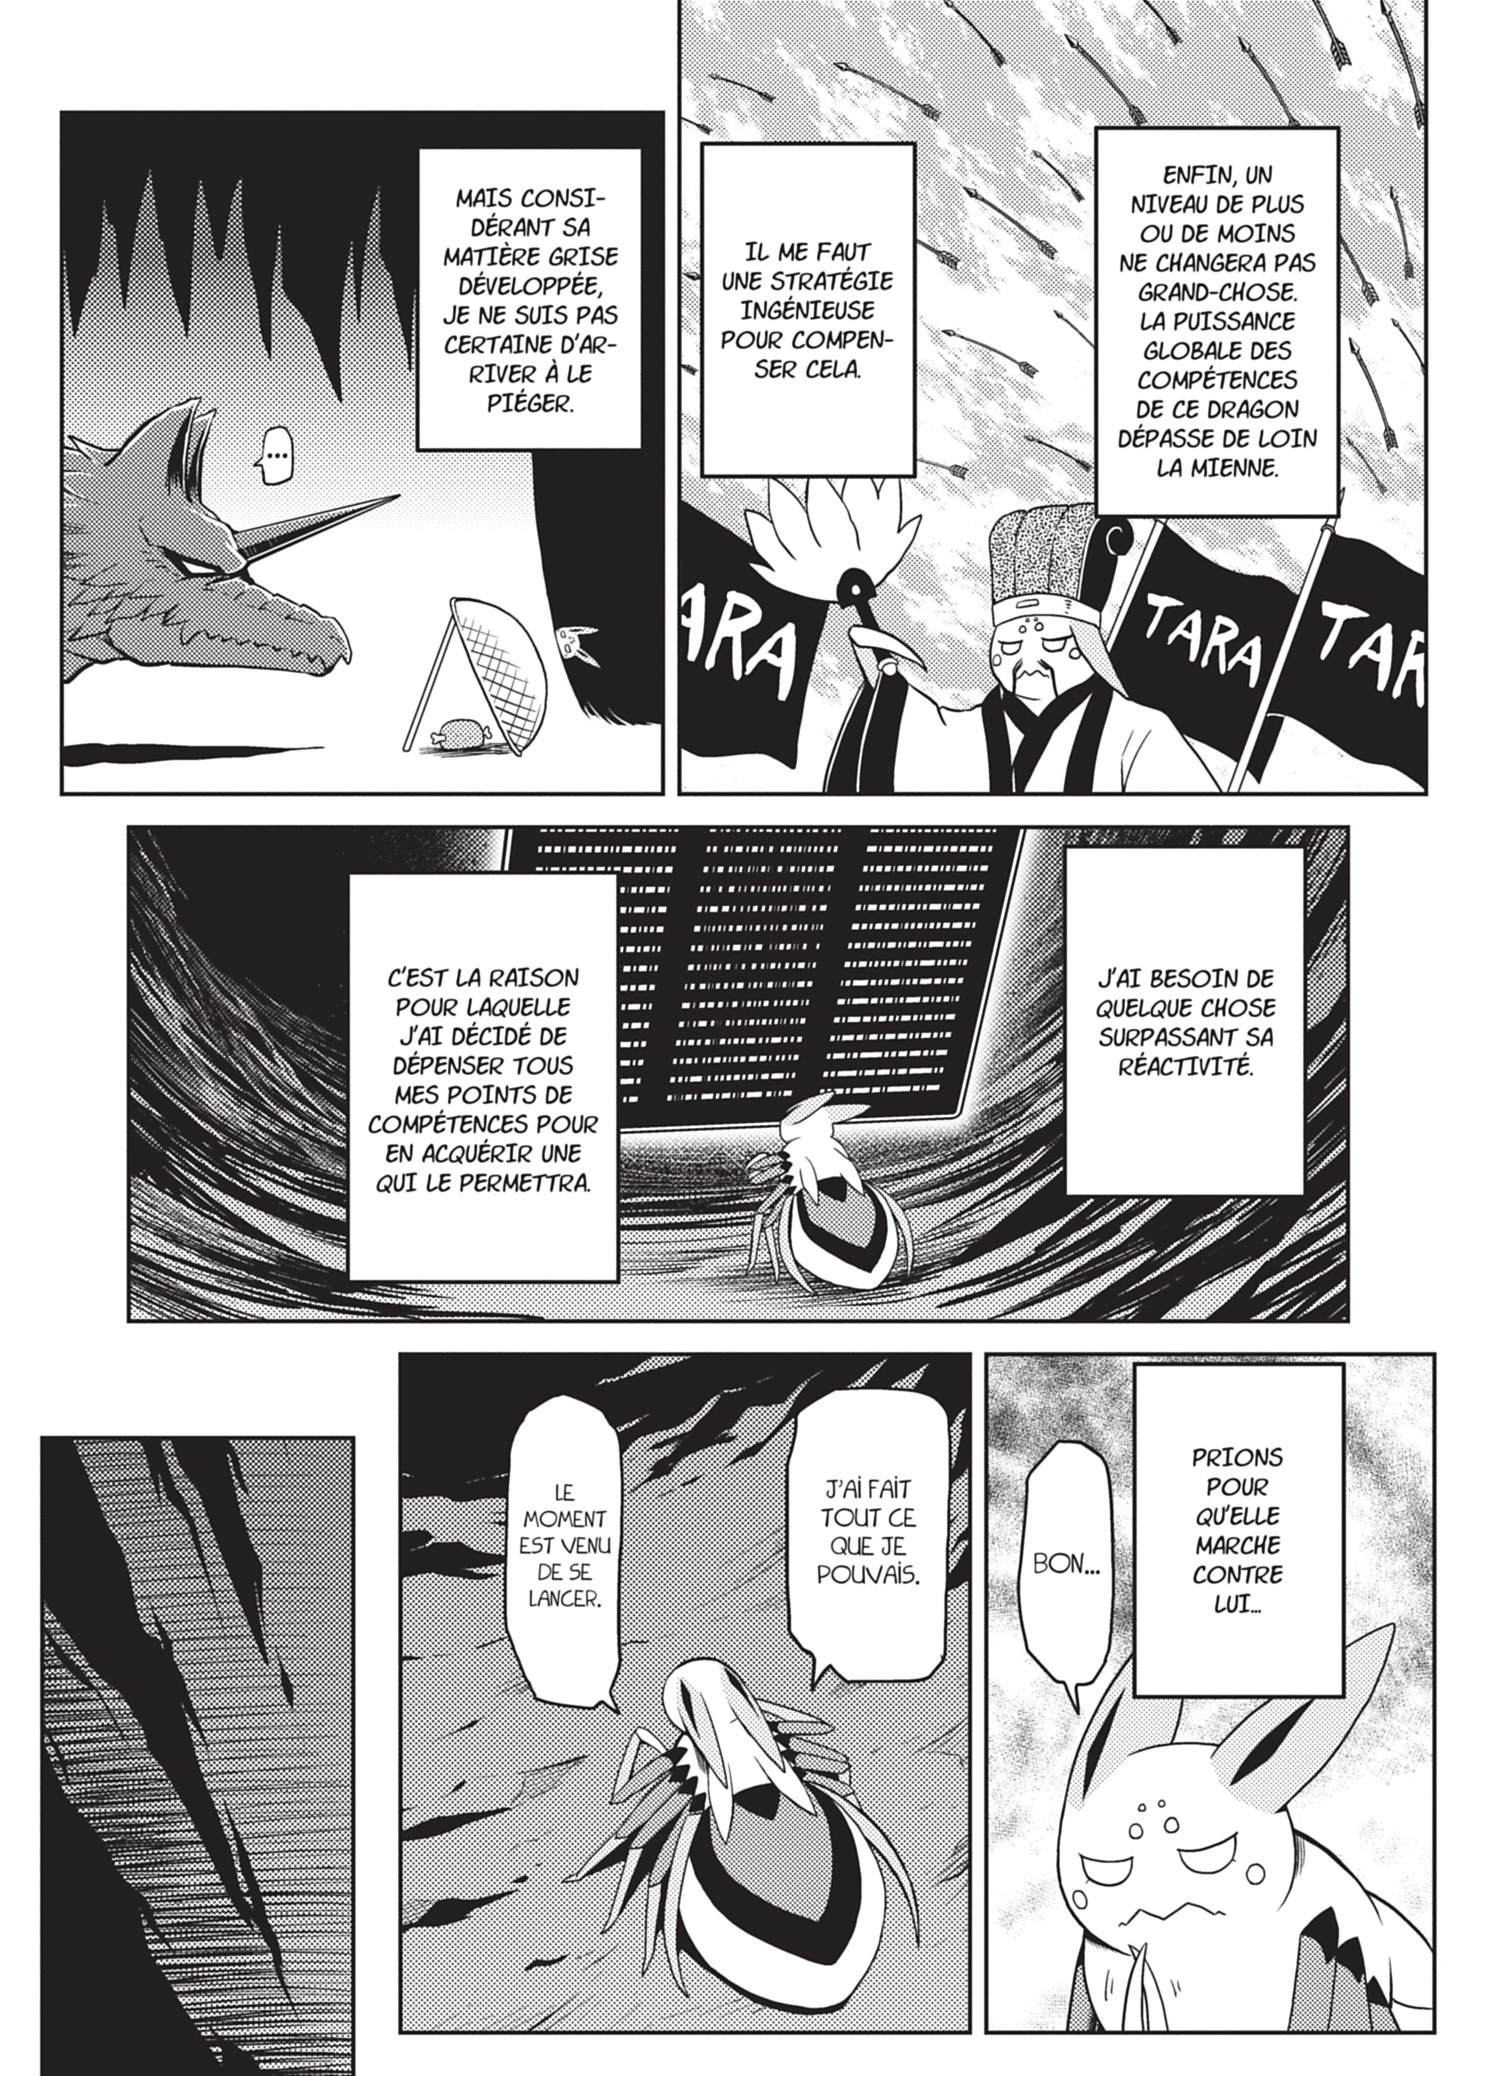 ENFIN, UN
NIVEAU DE PLUS
OU DE MOINS
NE CHANGERA PAS
GRAND-CHOSE.
LA PUISSANCE
GLOBALE DES
COMPÉTENCES
DE CE DRAGON
DÉPASSE DE LOIN
LA MIENNE.
IL ME FAUT
UNE STRATÉGIE
INGÉNIEUSE
POUR COMPEN-
SER CELA.
TAR
TARA
ARA
MAIS CONSI-
DÉRANT SA
MATIÈRE GRISE
DÉVELOPPÉE,
JE NE SUIS PAS
CERTAINE D'AR-
RIVER À LE
PIÉGER.
...
J'AI BESOIN DE
QUELQUE CHOSE
SURPASSANT SA
RÉACTIVITÉ.
C'EST LA RAISON
POUR LAQUELLE
J'AI DÉCIDÉ DE
DÉPENSER TOUS
MES POINTS DE
COMPÉTENCES POUR
EN ACQUÉRIR UNE
QUI LE PERMETTRA.
PRIONS
POUR
QU'ELLE
MARCHE
CONTRE
LUI...
BON...
J'AI FAIT
TOUT CE
QUE JE
POUVAIS.
LE
MOMENT
EST VENU
DE SE
LANCER.